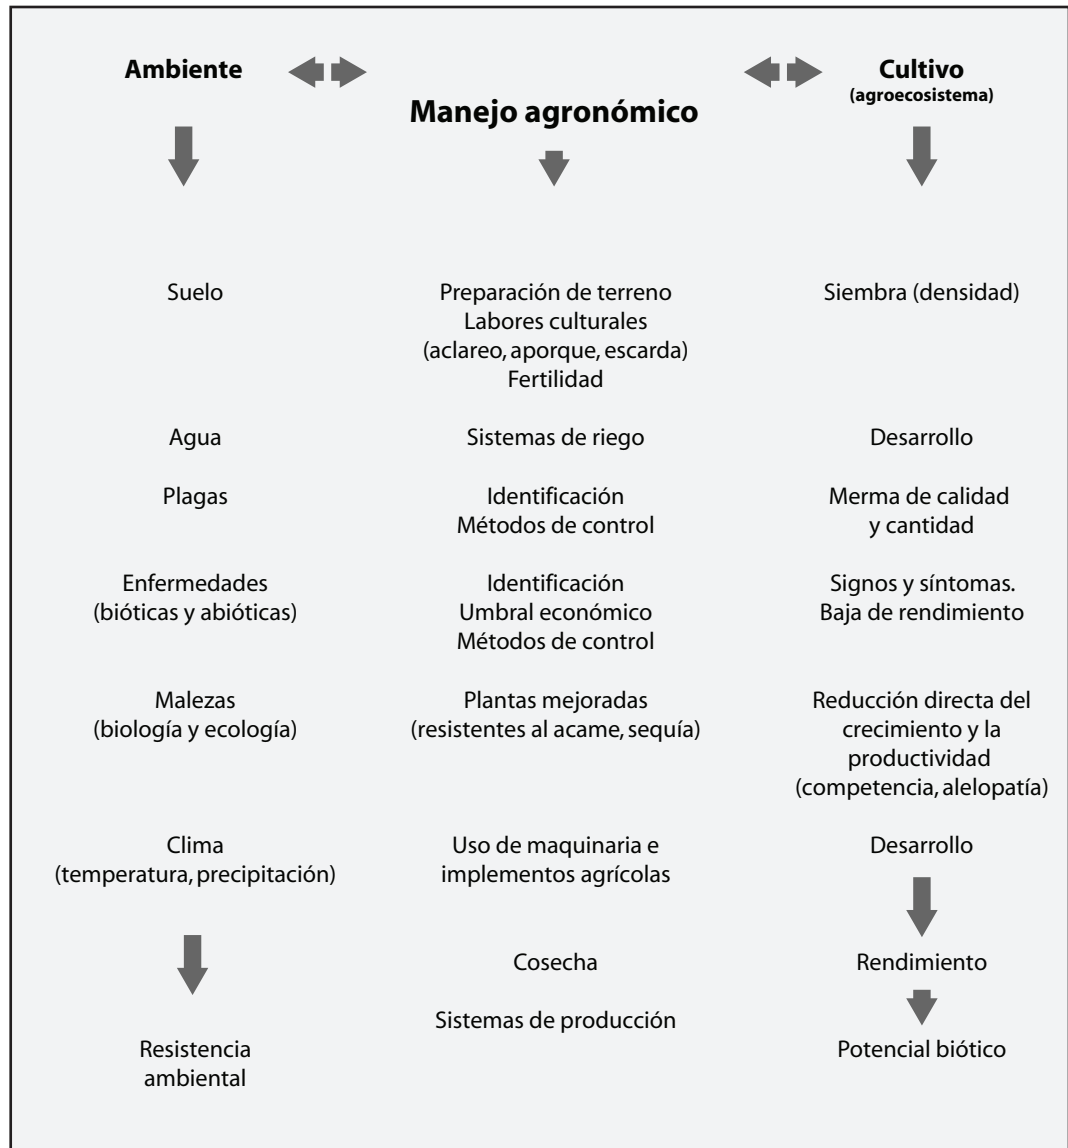 Ambiente
Manejo agronómico
Cultivo
(agroecosistema)
Suelo
Preparación de terreno
Labores culturales
(aclareo, aporque, escarda)
Fertilidad
Siembra (densidad)
Agua
Sistemas de riego
Desarrollo
Plagas
Identificación
Métodos de control
Merma de calidad
y cantidad
Enfermedades
(bióticas y abióticas)
Identificación
Umbral económico
Métodos de control
Signos y síntomas.
Baja de rendimiento
Malezas
(biología y ecología)
Plantas mejoradas
(resistentes al acame, sequía)
Reducción directa del
crecimiento y la
productividad
(competencia, alelopatía)
Clima
(temperatura, precipitación)
Uso de maquinaria e
implementos agrícolas
Desarrollo
Cosecha
Rendimiento
Sistemas de producción
Resistencia
ambiental
Potencial biótico